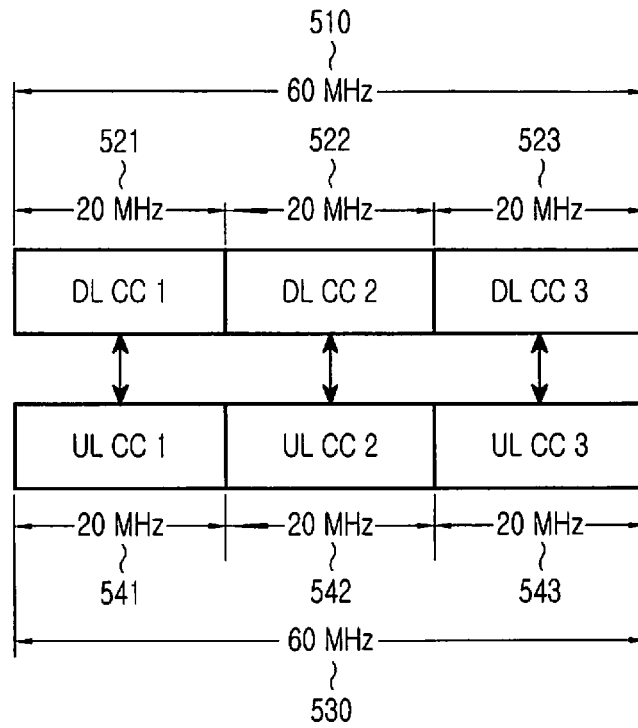 510
60 MHz
521 522 523
20 MHz 20 MHz 20 MHz
DL CC 1 DL CC 2 DL CC 3
UL CC 1 UL CC 2 UL CC 3
20 MHz 20 MHz 20 MHz
541 542 543
60 MHz
530